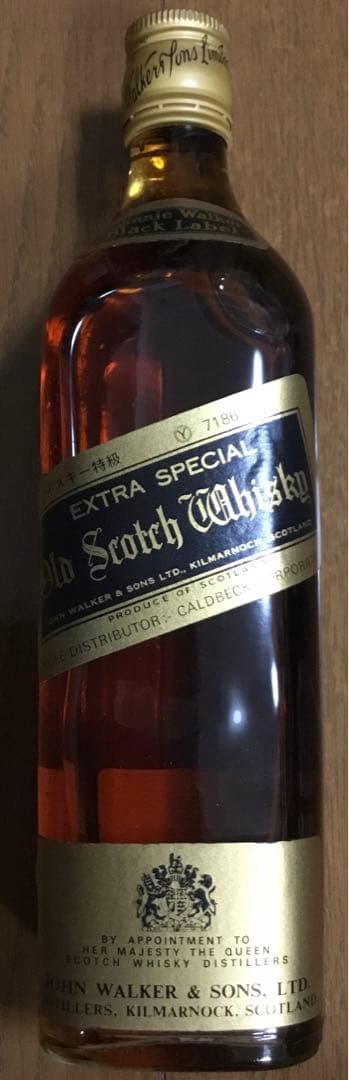 Walker & Sons Limited
Johnnie Walker
Black Label
ウイスキー特級 Ⓨ 7186
EXTRA SPECIAL
Old Scotch Whisky
JOHN WALKER & SONS LTD., KILMARNOCK, SCOTLAND
PRODUCE OF SCOTLAND
DISTRIBUTOR:- CALDBECK CORPORATION
BY APPOINTMENT TO
HER MAJESTY THE QUEEN
SCOTCH WHISKY DISTILLERS
JOHN WALKER & SONS, LTD.
DISTILLERS, KILMARNOCK, SCOTLAND